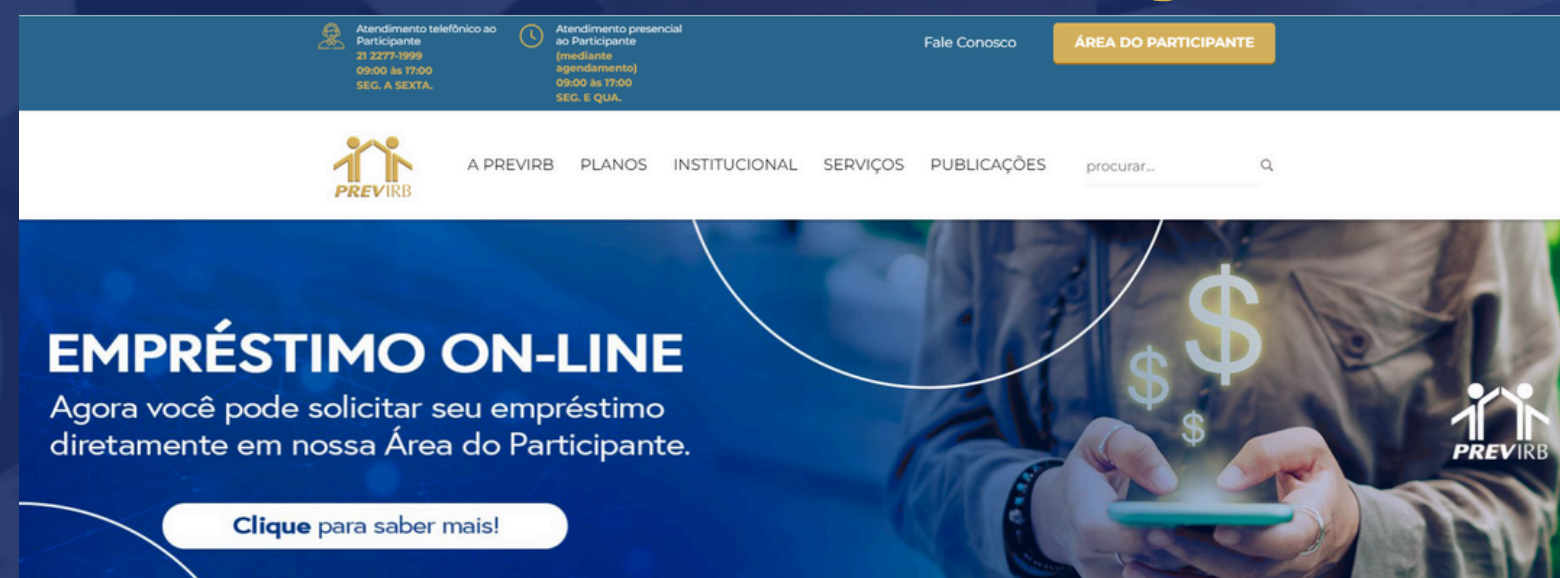 Atendimento telefônico ao
Participante
21 2277-1999
09:00 às 17:00
SEG. A SEXTA.
Atendimento presencial
ao Participante
(mediante
agendamento)
09:00 às 17:00
SEG. E QUA.
Fale Conosco
ÁREA DO PARTICIPANTE
PREVIRB
A PREVIRB
PLANOS
INSTITUCIONAL
SERVIÇOS
PUBLICAÇÕES
procurar...
EMPRÉSTIMO ON-LINE
Agora você pode solicitar seu empréstimo
diretamente em nossa Área do Participante.
Clique para saber mais!
$
$
$
PREVIRB